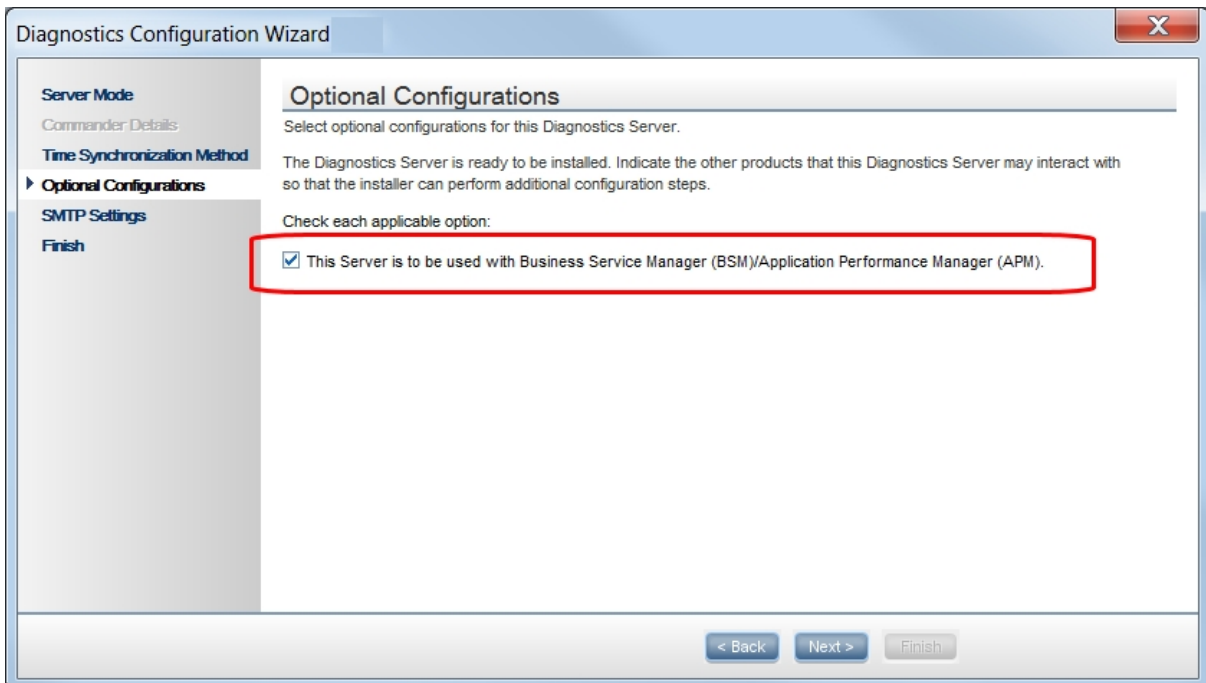 Diagnostics Configuration Wizard
X
Server Mode
Commander Details
Time Synchronization Method
Optional Configurations
SMTP Settings
Finish
Optional Configurations
Select optional configurations for this Diagnostics Server.
The Diagnostics Server is ready to be installed. Indicate the other products that this Diagnostics Server may interact with
so that the installer can perform additional configuration steps.
Check each applicable option:
This Server is to be used with Business Service Manager (BSM)/Application Performance Manager (APM).
< Back
Next >
Finish